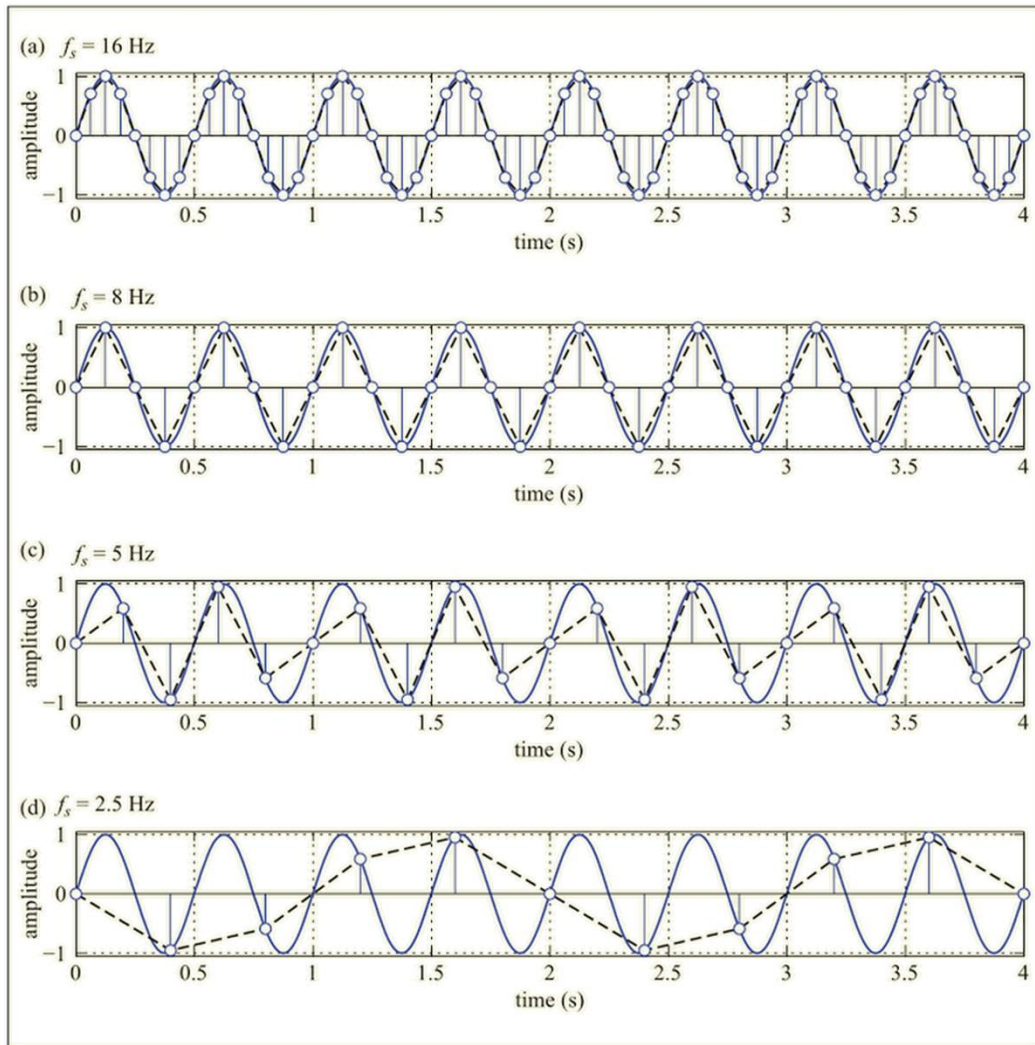 (a) fs = 16 Hz
amplitude
1
0
−1
0 0.5 1 1.5 2 2.5 3 3.5 4
time (s)
(b) fs = 8 Hz
amplitude
1
0
−1
0 0.5 1 1.5 2 2.5 3 3.5 4
time (s)
(c) fs = 5 Hz
amplitude
1
0
−1
0 0.5 1 1.5 2 2.5 3 3.5 4
time (s)
(d) fs = 2.5 Hz
amplitude
1
0
−1
0 0.5 1 1.5 2 2.5 3 3.5 4
time (s)